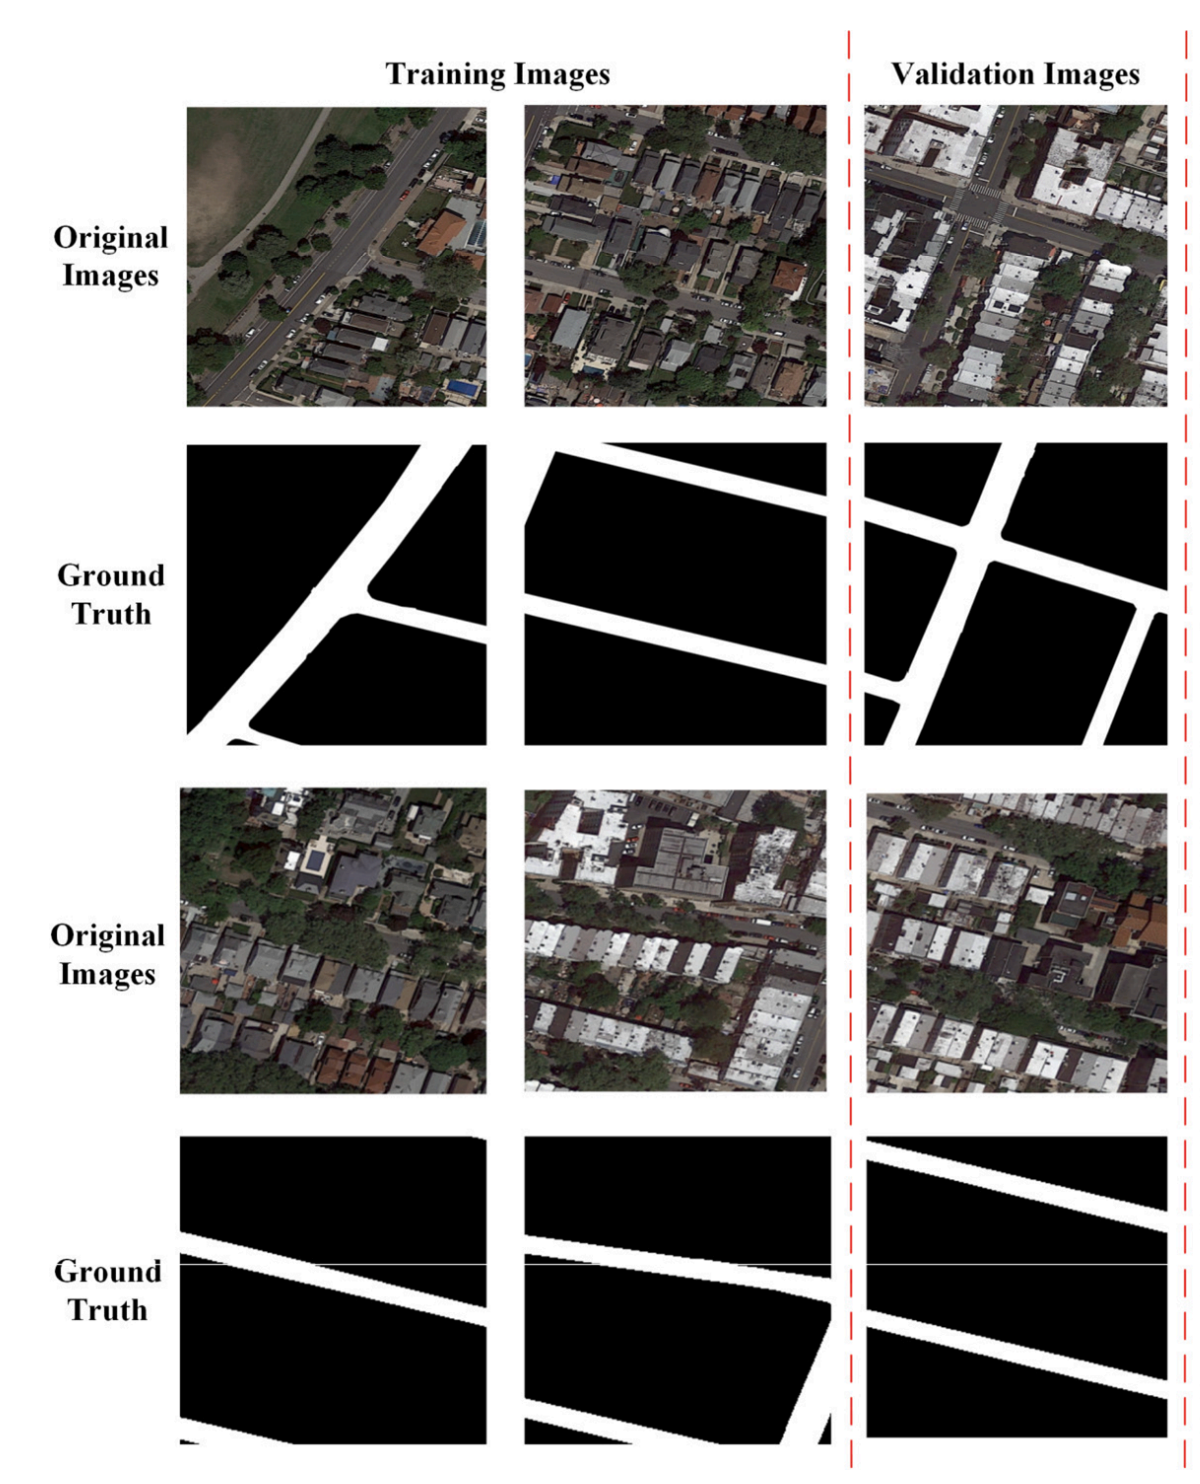 Training Images
Validation Images
Original
Images
Ground
Truth
Original
Images
Ground
Truth